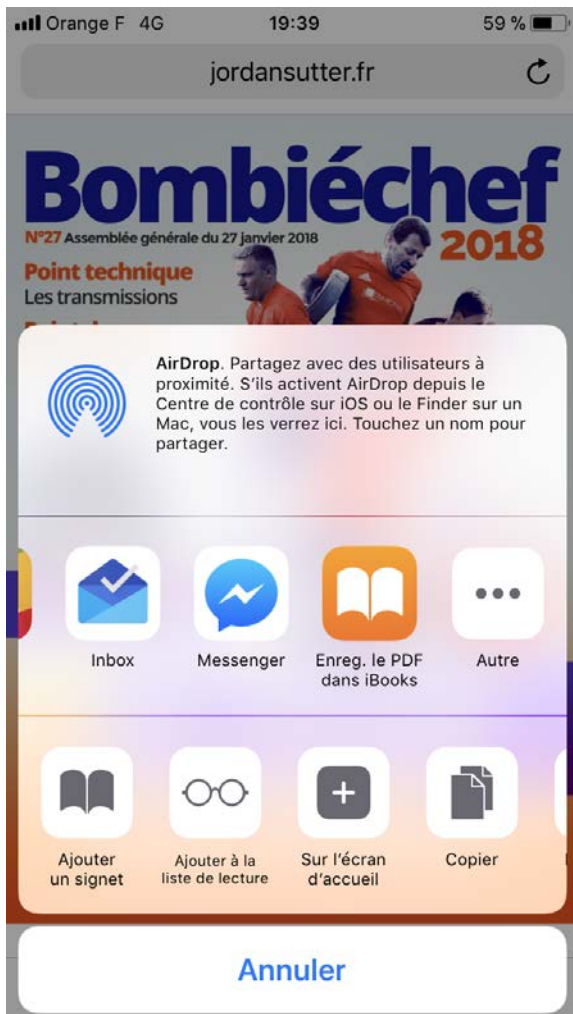 Orange F 4G 19:39 59 %
jordansutter.fr
Bombiéchef
N°27 Assemblée générale du 27 janvier 2018
2018
Point technique
Les transmissions
AirDrop. Partagez avec des utilisateurs à
proximité. S'ils activent AirDrop depuis le
Centre de contrôle sur iOS ou le Finder sur un
Mac, vous les verrez ici. Touchez un nom pour
partager.
Inbox
Messenger
Enreg. le PDF
dans iBooks
Autre
Ajouter
un signet
Ajouter à la
liste de lecture
Sur l'écran
d'accueil
Copier
Annuler